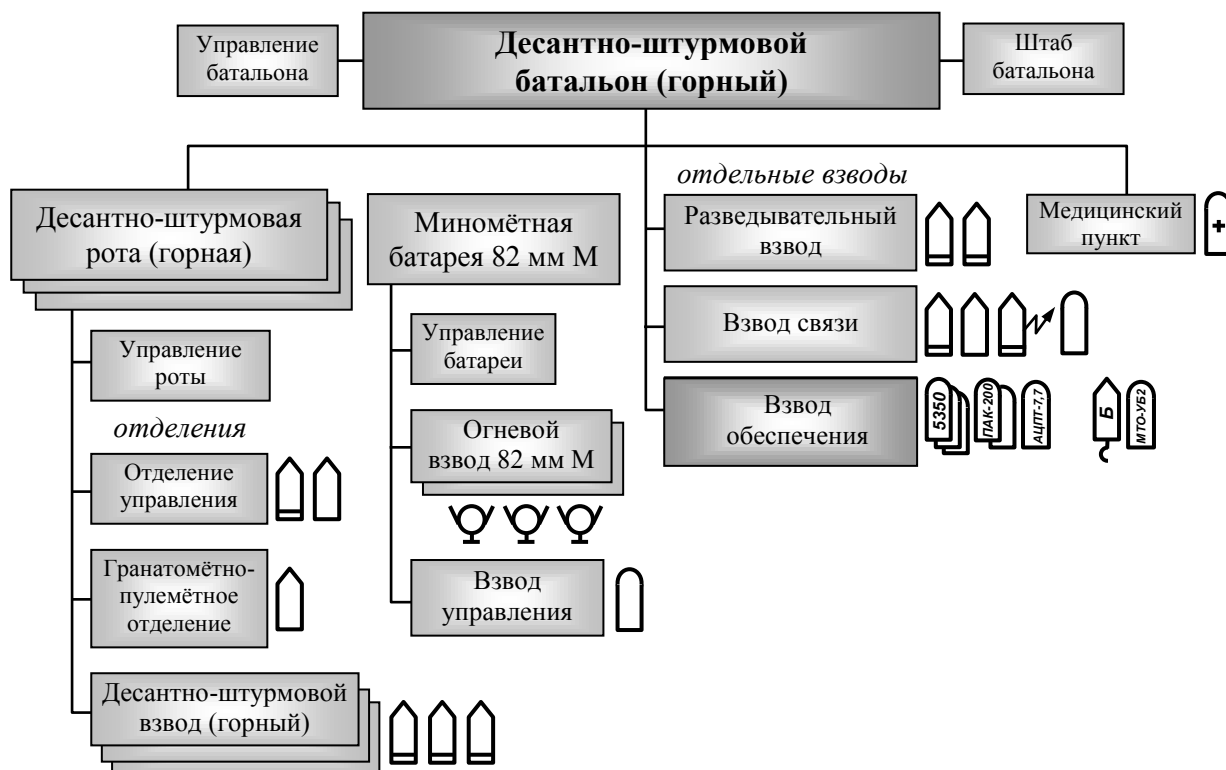 Управление
батальона
Десантно-штурмовой
батальон (горный)
Штаб
батальона
Десантно-штурмовая
рота (горная)
Управление
роты
отделения
Отделение
управления
Гранатомётно-
пулемётное
отделение
Десантно-штурмовой
взвод (горный)
Миномётная
батарея 82 мм М
Управление
батареи
Огневой
взвод 82 мм М
Взвод
управления
отдельные взводы
Разведывательный
взвод
Взвод связи
Взвод
обеспечения
5350
ПАК-200
АЦПТ-7,7
Б
МТО-УБ2
Медицинский
пункт